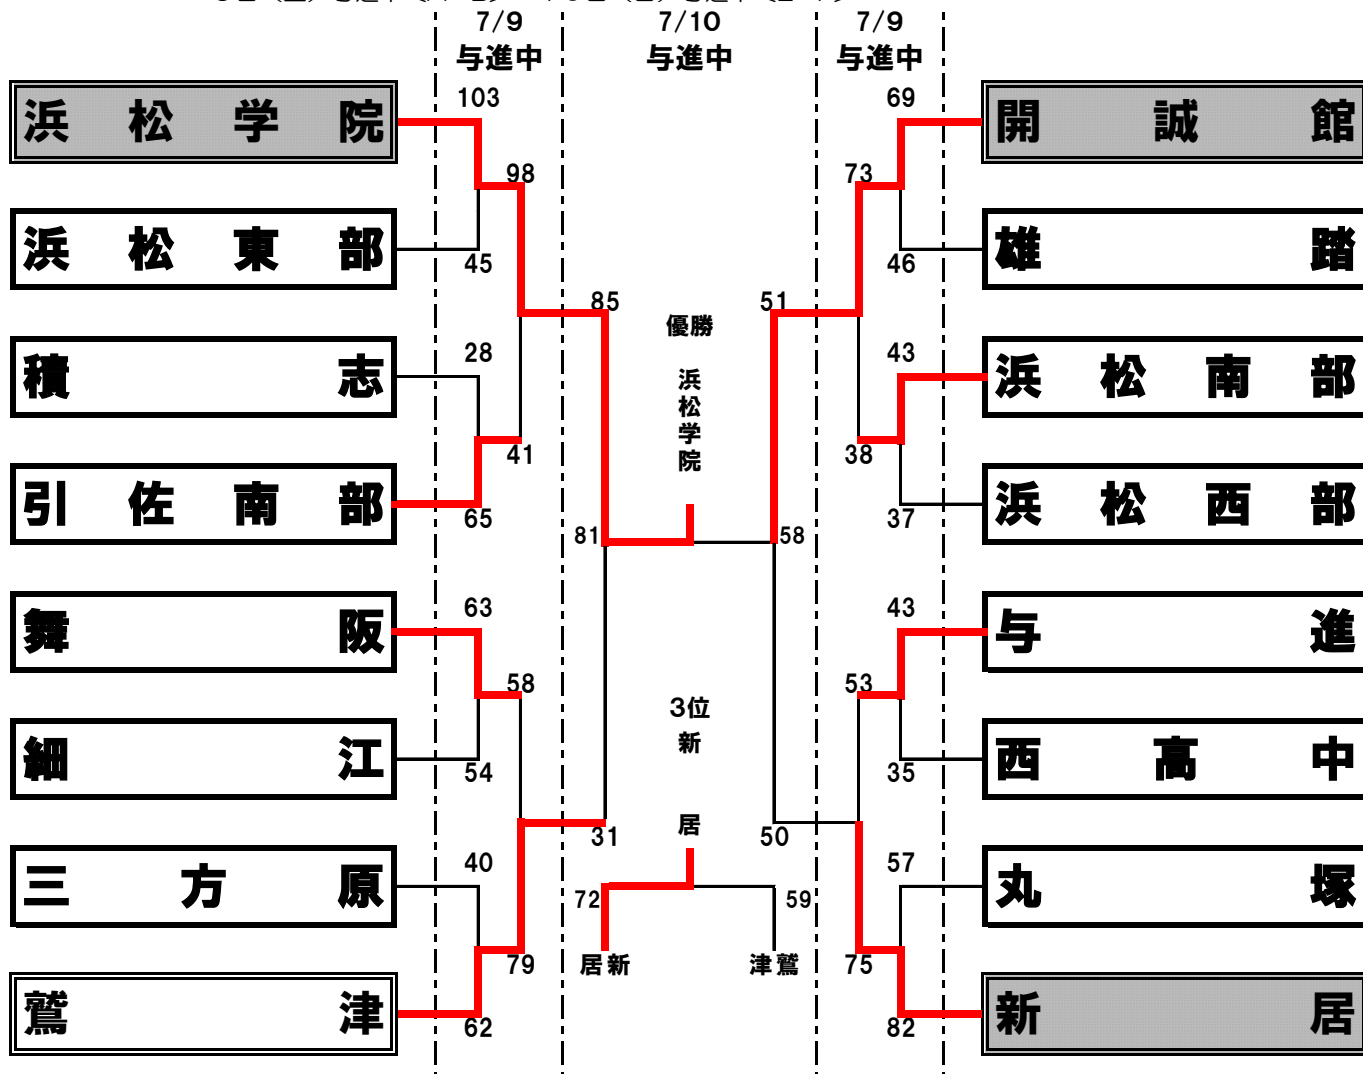 7/9 7/10 7/9
与進中 与進中 与進中
103 69
浜松学院 開誠館
98 73
浜松東部 雄踏
45 46
85 51
優勝
28 43
積志 浜松南部
浜松学院
41 38
引佐南部 浜松西部
65 37
81 58
63 43
舞阪 与進
58 53
3位
新居
細江 西高中
54 35
31 50
40 57
三方原 丸塚
72 59
79 居新 津鷲 75
鷲津 新居
62 82